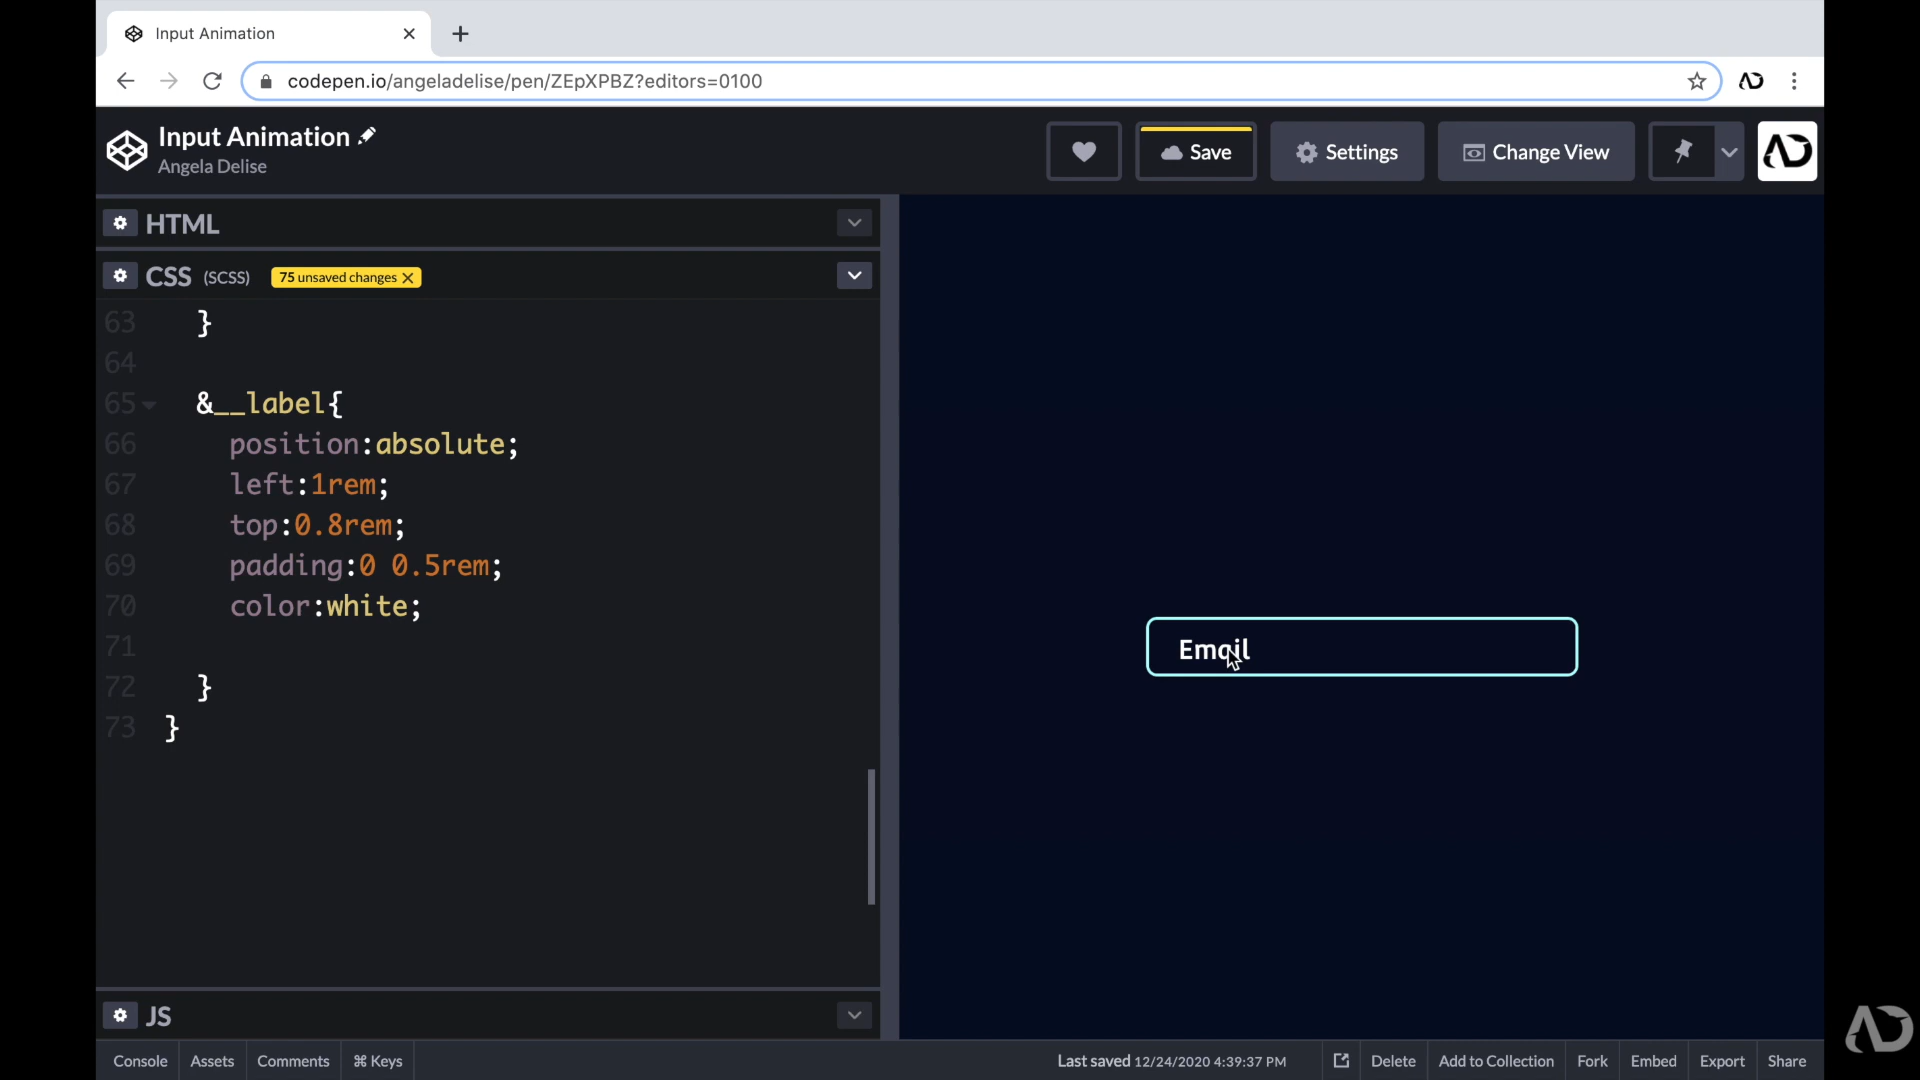 Input Animation
codepen.io/angeladelise/pen/ZEpXPBZ?editors=0100
Input Animation
Angela Delise
Save
Settings
Change View
HTML
CSS (SCSS) 75 unsaved changes
63 }
64
65 &__label{
66 position:absolute;
67 left:1rem;
68 top:0.8rem;
69 padding:0 0.5rem;
70 color:white;
71
72 }
73 }
Email
JS
Console Assets Comments ⌘ Keys
Last saved 12/24/2020 4:39:37 PM Delete Add to Collection Fork Embed Export Share